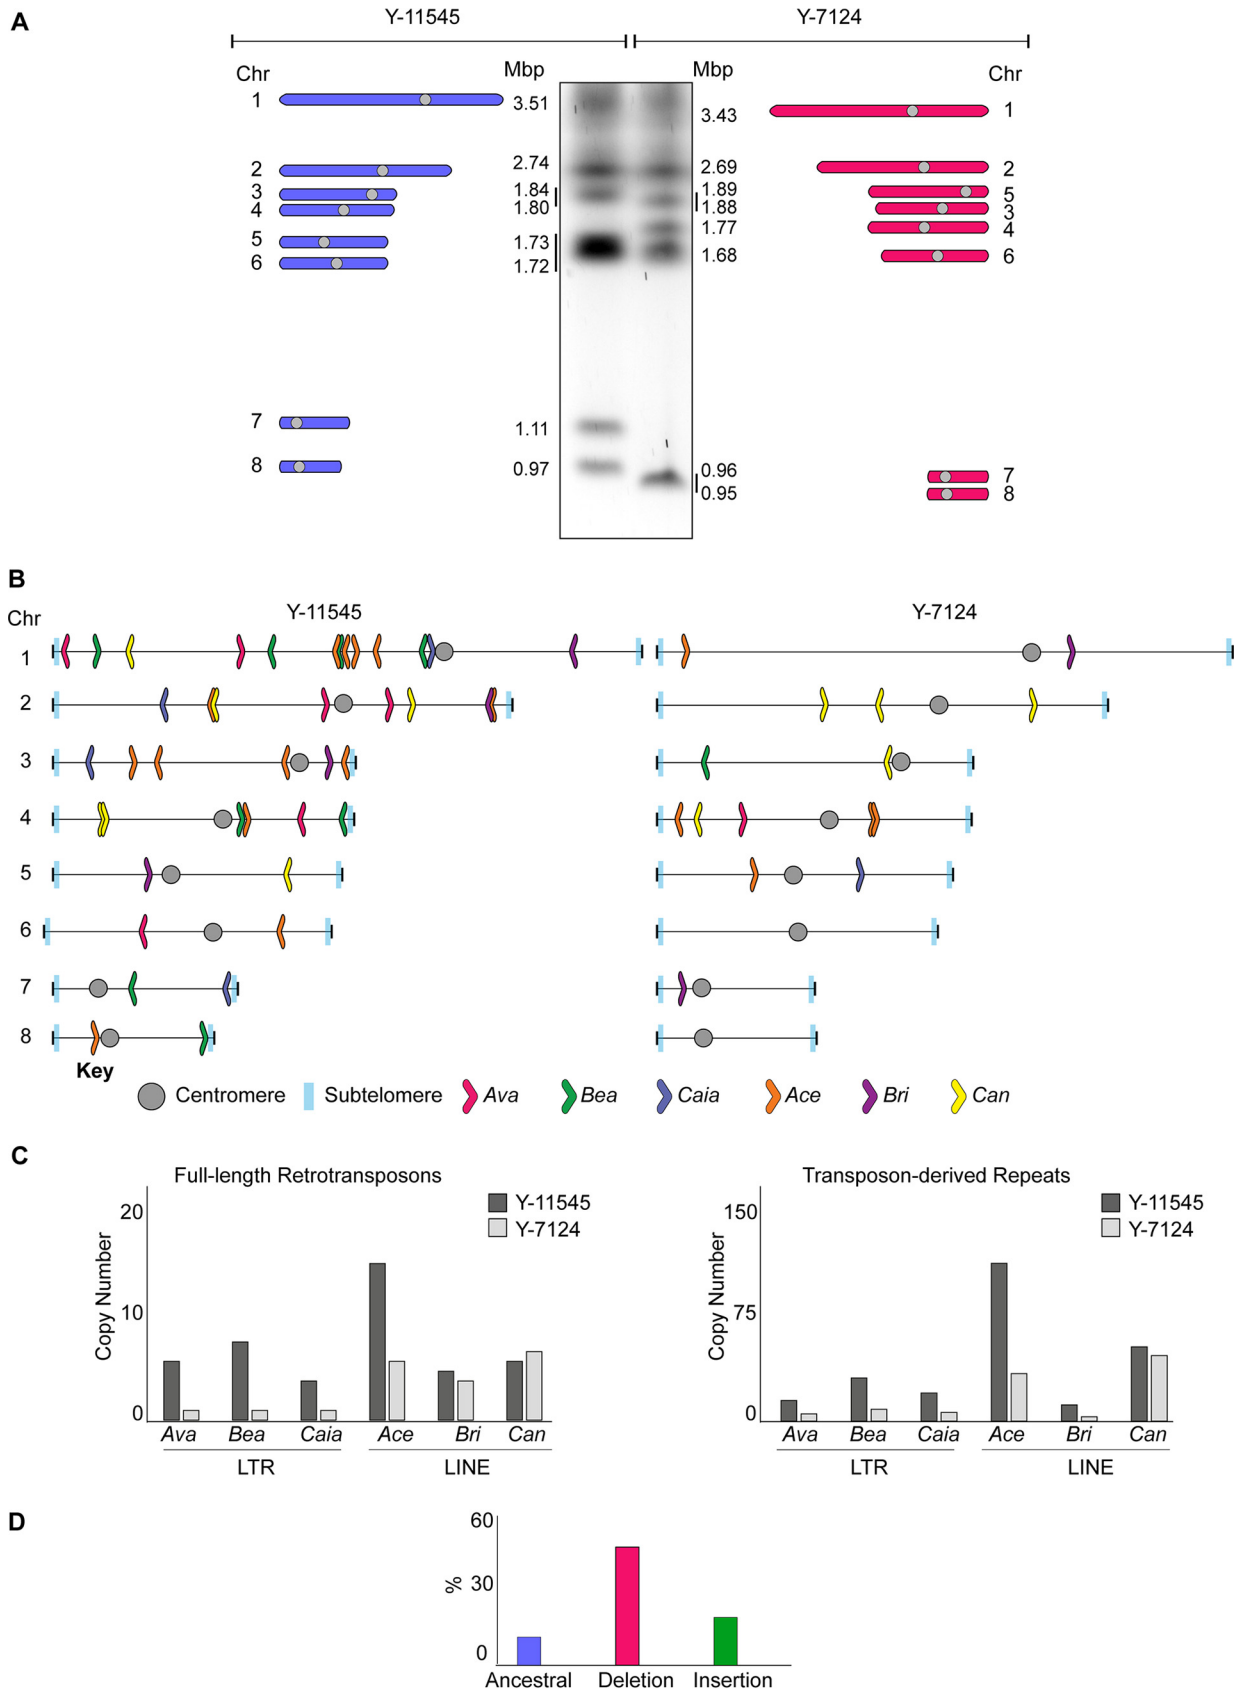 A
Y-11545
Y-7124
Chr
Mbp
Mbp
Chr
1
3.51
3.43
1
2
2.74
2.69
2
3
1.84
1.89
5
4
1.80
1.88
3
1.77
4
5
1.73
1.68
6
6
1.72
7
1.11
8
0.97
0.96
7
0.95
8
B
Chr
Y-11545
Y-7124
1
2
3
4
5
6
7
8
Key
Centromere
Subtelomere
Ava
Bea
Caia
Ace
Bri
Can
C
Full-length Retrotransposons
Y-11545
Y-7124
Copy Number
20
10
0
Ava
Bea
Caia
Ace
Bri
Can
LTR
LINE
Transposon-derived Repeats
Y-11545
Y-7124
Copy Number
150
75
0
Ava
Bea
Caia
Ace
Bri
Can
LTR
LINE
D
%
60
30
0
Ancestral
Deletion
Insertion